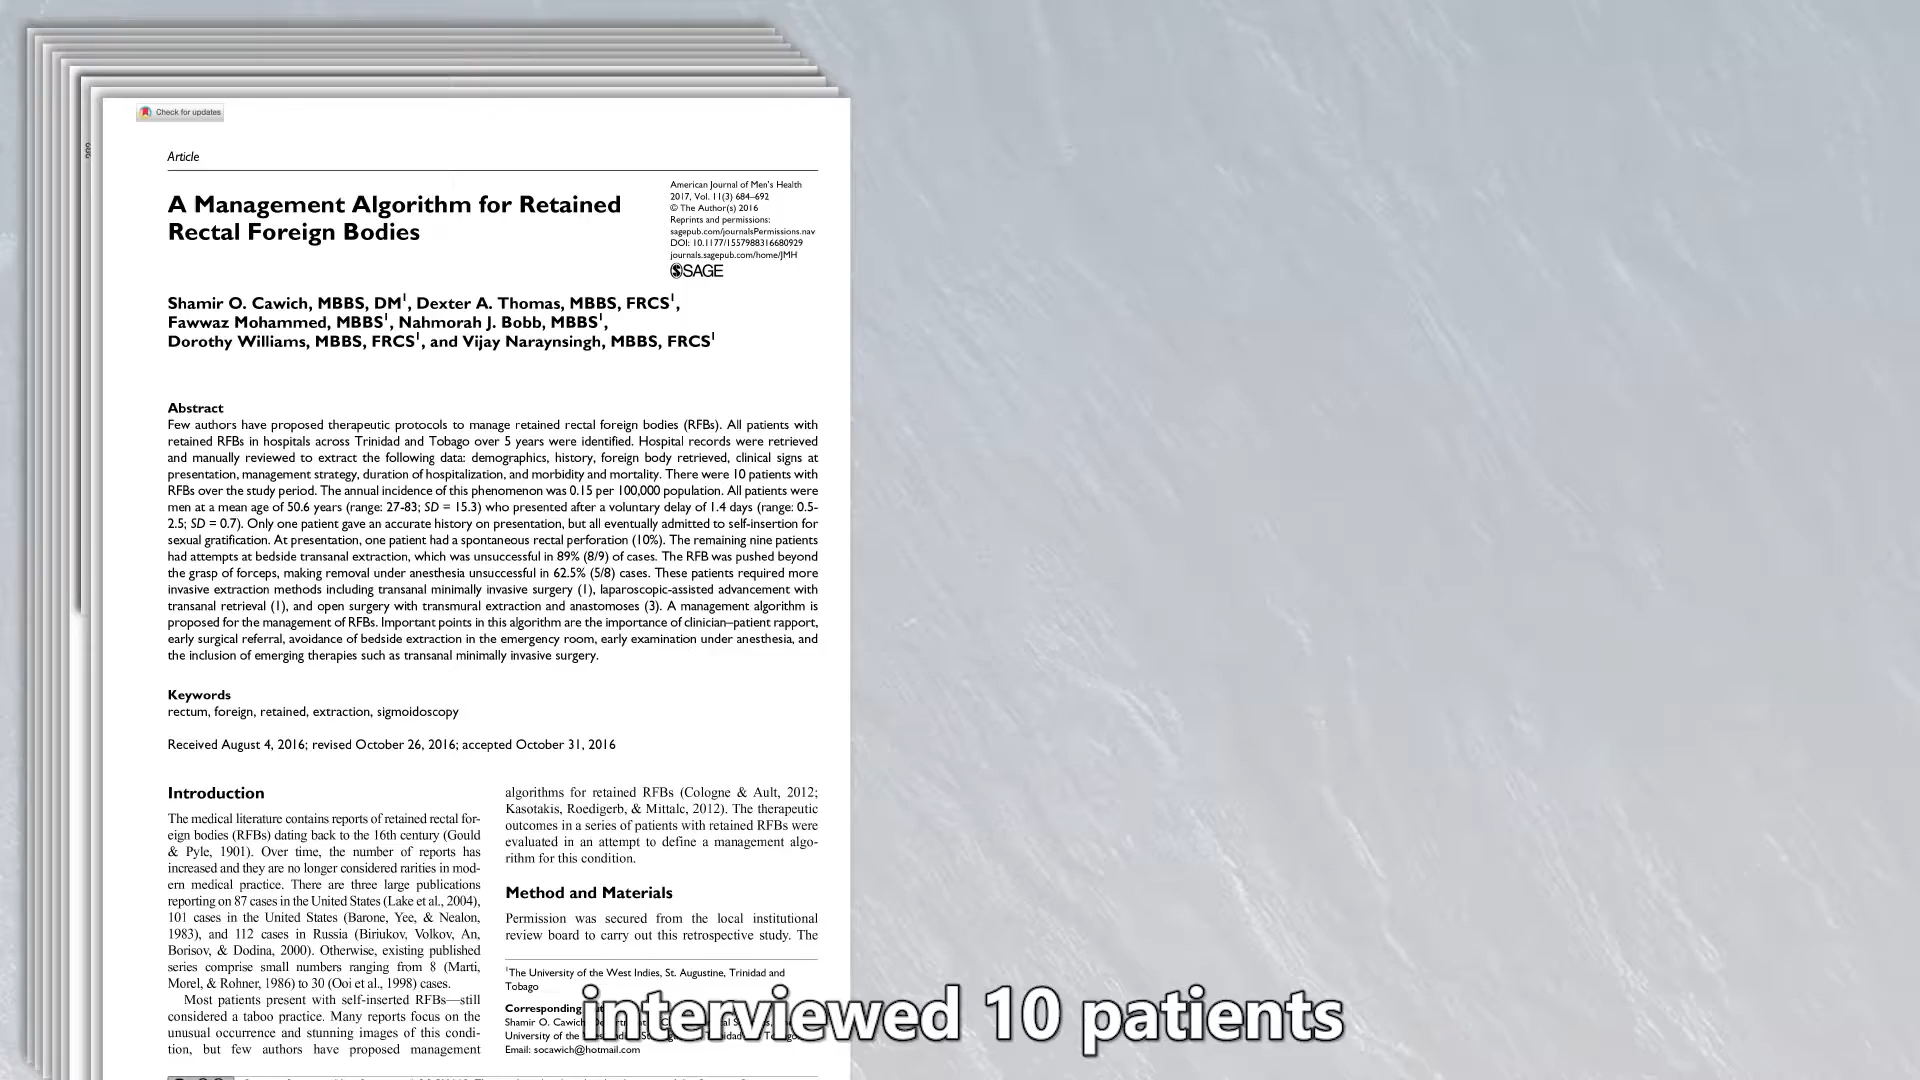 Check for updates
Article
A Management Algorithm for Retained
Rectal Foreign Bodies
American Journal of Men's Health
2017, Vol. 11(3) 684–692
© The Author(s) 2016
Reprints and permissions:
sagepub.com/journalsPermissions.nav
DOI: 10.1177/1557988316680929
journals.sagepub.com/home/JMH
SAGE
Shamir O. Cawich, MBBS, DM1, Dexter A. Thomas, MBBS, FRCS1,
Fawwaz Mohammed, MBBS1, Nahmorah J. Bobb, MBBS1,
Dorothy Williams, MBBS, FRCS1, and Vijay Naraynsingh, MBBS, FRCS1
Abstract
Few authors have proposed therapeutic protocols to manage retained rectal foreign bodies (RFBs). All patients with
retained RFBs in hospitals across Trinidad and Tobago over 5 years were identified. Hospital records were retrieved
and manually reviewed to extract the following data: demographics, history, foreign body retrieved, clinical signs at
presentation, management strategy, duration of hospitalization, and morbidity and mortality. There were 10 patients with
RFBs over the study period. The annual incidence of this phenomenon was 0.15 per 100,000 population. All patients were
men at a mean age of 50.6 years (range: 27-83; SD = 15.3) who presented after a voluntary delay of 1.4 days (range: 0.5-
2.5; SD = 0.7). Only one patient gave an accurate history on presentation, but all eventually admitted to self-insertion for
sexual gratification. At presentation, one patient had a spontaneous rectal perforation (10%). The remaining nine patients
had attempts at bedside transanal extraction, which was unsuccessful in 89% (8/9) of cases. The RFB was pushed beyond
the grasp of forceps, making removal under anesthesia unsuccessful in 62.5% (5/8) cases. These patients required more
invasive extraction methods including transanal minimally invasive surgery (1), laparoscopic-assisted advancement with
transanal retrieval (1), and open surgery with transmural extraction and anastomoses (3). A management algorithm is
proposed for the management of RFBs. Important points in this algorithm are the importance of clinician–patient rapport,
early surgical referral, avoidance of bedside extraction in the emergency room, early examination under anesthesia, and
the inclusion of emerging therapies such as transanal minimally invasive surgery.
Keywords
rectum, foreign, retained, extraction, sigmoidoscopy
Received August 4, 2016; revised October 26, 2016; accepted October 31, 2016
Introduction
The medical literature contains reports of retained rectal for-
eign bodies (RFBs) dating back to the 16th century (Gould
& Pyle, 1901). Over time, the number of reports has
increased and they are no longer considered rarities in mod-
ern medical practice. There are three large publications
reporting on 87 cases in the United States (Lake et al., 2004),
101 cases in the United States (Barone, Yee, & Nealon,
1983), and 112 cases in Russia (Biriukov, Volkov, An,
Borisov, & Dodina, 2000). Otherwise, existing published
series comprise small numbers ranging from 8 (Marti,
Morel, & Rohner, 1986) to 30 (Ooi et al., 1998) cases.
Most patients present with self-inserted RFBs—still
considered a taboo practice. Many reports focus on the
unusual occurrence and stunning images of this condi-
tion, but few authors have proposed management
algorithms for retained RFBs (Cologne & Ault, 2012;
Kasotakis, Roedigerb, & Mittalc, 2012). The therapeutic
outcomes in a series of patients with retained RFBs were
evaluated in an attempt to define a management algo-
rithm for this condition.
Method and Materials
Permission was secured from the local institutional
review board to carry out this retrospective study. The
1The University of the West Indies, St. Augustine, Trinidad and
Tobago
Corresponding
Shamir O. Cawich,
University of the
Email: socawich@hotmail.com
interviewed 10 patients